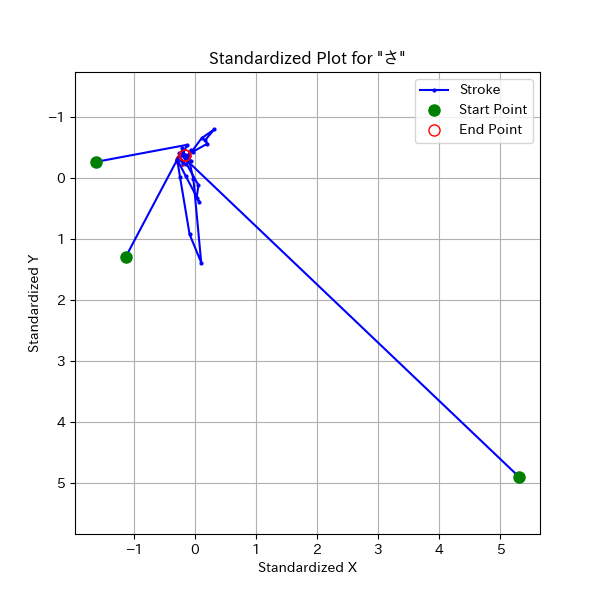 Standardized Plot for "さ"
Stroke
Start Point
End Point
−1
0
1
2
3
4
5
Standardized Y
−1 0 1 2 3 4 5
Standardized X